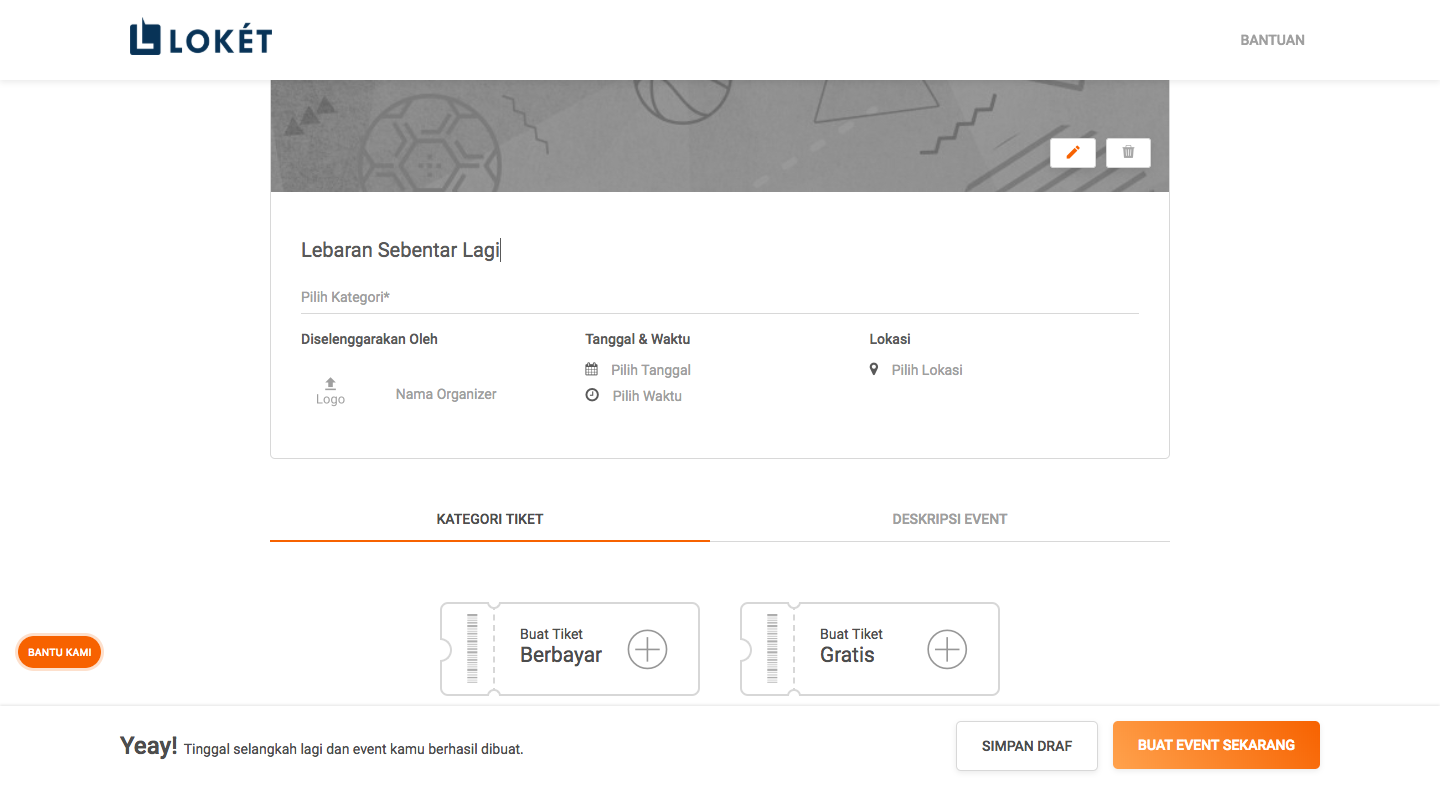 LOKÉT
BANTUAN
Lebaran Sebentar Lagi
Pilih Kategori*
Diselenggarakan Oleh
Logo
Nama Organizer
Tanggal & Waktu
Pilih Tanggal
Pilih Waktu
Lokasi
Pilih Lokasi
KATEGORI TIKET
DESKRIPSI EVENT
Buat Tiket
Berbayar
Buat Tiket
Gratis
BANTU KAMI
Yeay! Tinggal selangkah lagi dan event kamu berhasil dibuat.
SIMPAN DRAF
BUAT EVENT SEKARANG